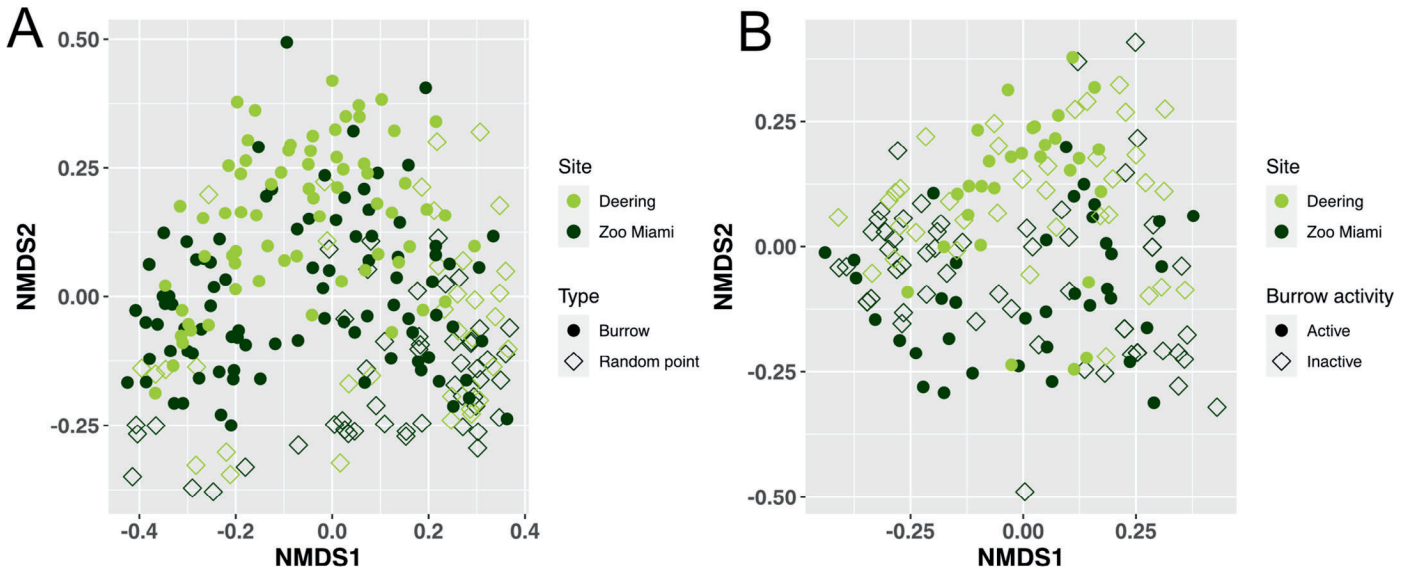 A
0.50
0.25
0.00
-0.25
NMDS2
-0.4
-0.2
0.0
0.2
0.4
NMDS1
Site
Deering
Zoo Miami
Type
Burrow
Random point
B
0.25
0.00
-0.25
-0.50
NMDS2
-0.25
0.00
0.25
NMDS1
Site
Deering
Zoo Miami
Burrow activity
Active
Inactive